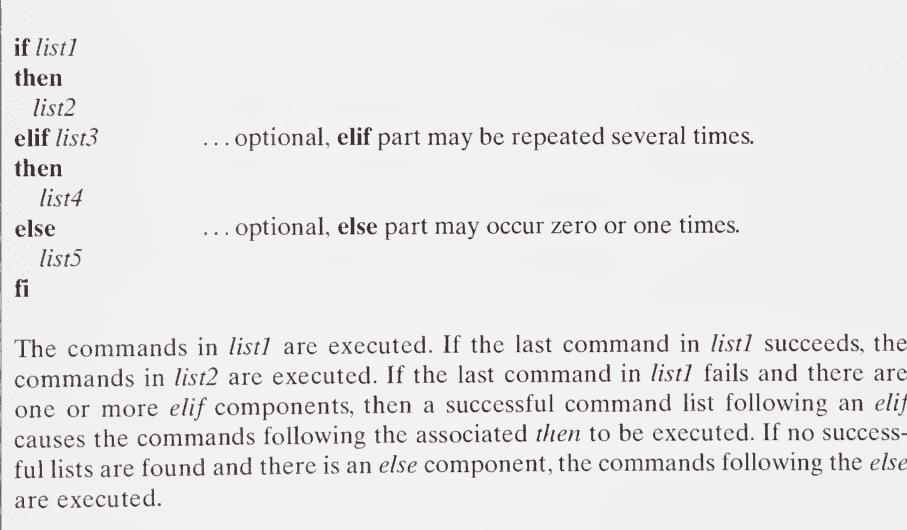 if list1
then
list2
elif list3 ... optional, elif part may be repeated several times.
then
list4
else ... optional, else part may occur zero or one times.
list5
fi
The commands in list1 are executed. If the last command in list1 succeeds, the
commands in list2 are executed. If the last command in list1 fails and there are
one or more elif components, then a successful command list following an elif
causes the commands following the associated then to be executed. If no success-
ful lists are found and there is an else component, the commands following the else
are executed.